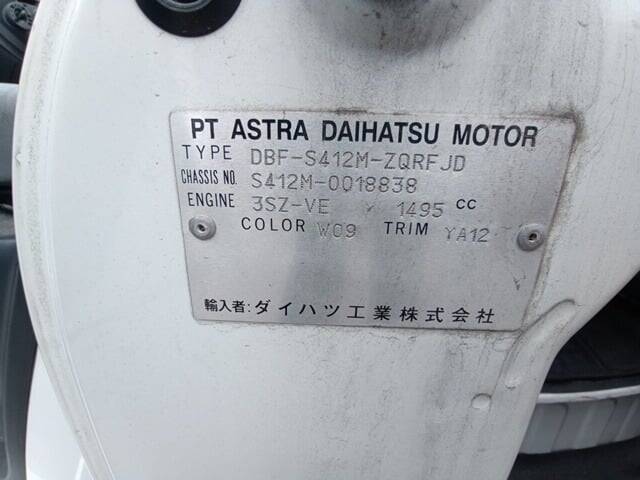 PT ASTRA DAIHATSU MOTOR
TYPE DBF-S412M-ZQRFJD
CHASSIS NO. S412M-0018838
ENGINE 3SZ-VE 1495 CC
COLOR W09 TRIM YA12
輸入者:ダイハツ工業株式会社